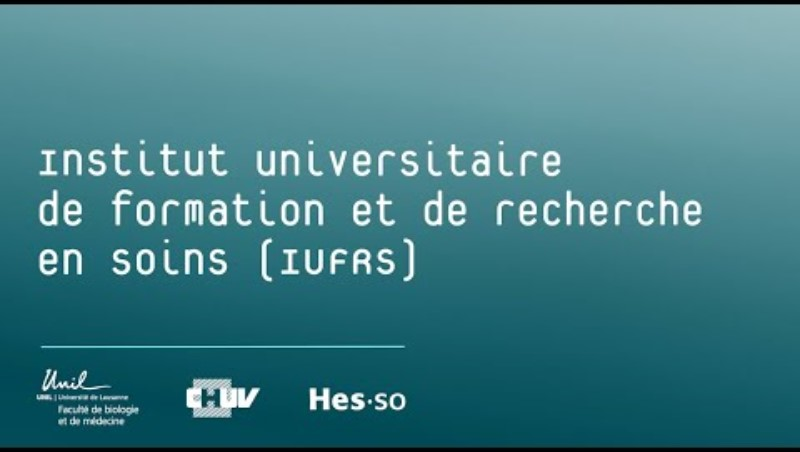 Institut universitaire
de formation et de recherche
en soins (IUFRS)
Unil
UNIL | Université de Lausanne
Faculté de biologie
et de médecine
CHUV
Hes·so